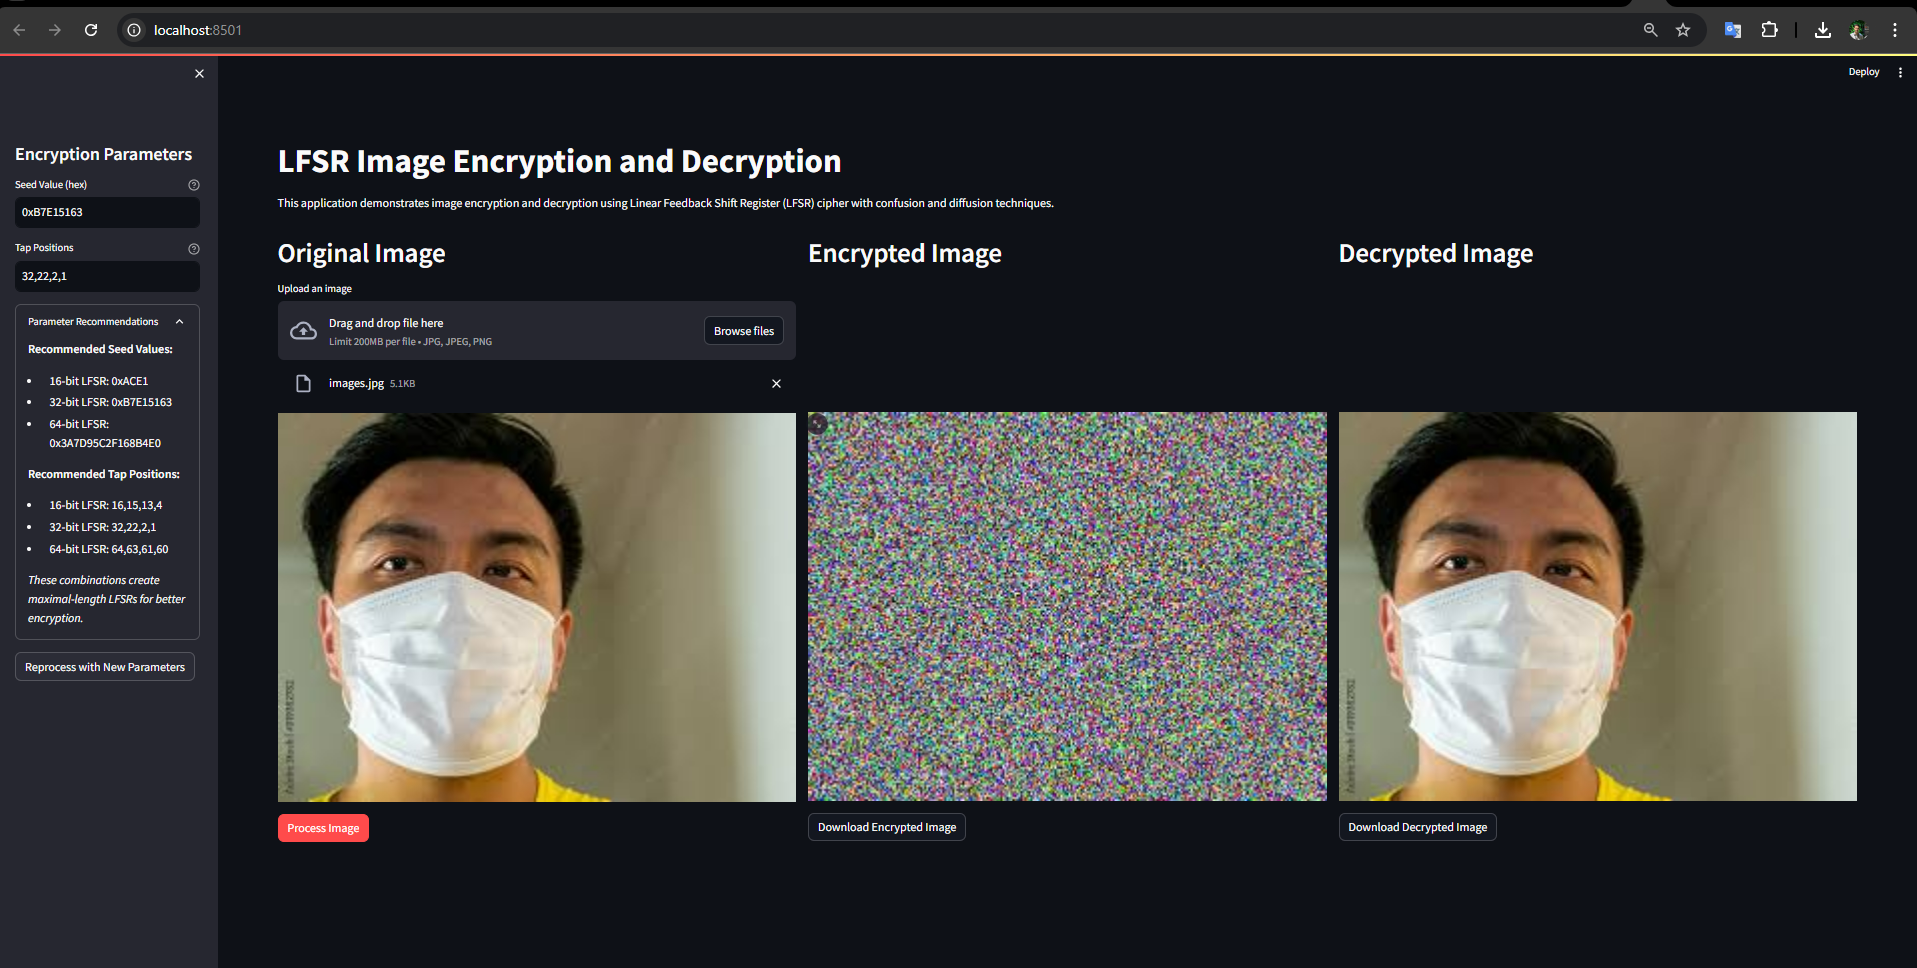 localhost:8501
Deploy
Encryption Parameters
Seed Value (hex)
0xB7E15163
Tap Positions
32,22,2,1
Parameter Recommendations
Recommended Seed Values:
16-bit LFSR: 0xACE1
32-bit LFSR: 0xB7E15163
64-bit LFSR:
0x3A7D95C2F168B4E0
Recommended Tap Positions:
16-bit LFSR: 16,15,13,4
32-bit LFSR: 32,22,2,1
64-bit LFSR: 64,63,61,60
These combinations create
maximal-length LFSRs for better
encryption.
Reprocess with New Parameters
LFSR Image Encryption and Decryption
This application demonstrates image encryption and decryption using Linear Feedback Shift Register (LFSR) cipher with confusion and diffusion techniques.
Original Image
Upload an image
Drag and drop file here
Limit 200MB per file • JPG, JPEG, PNG
Browse files
images.jpg 5.1KB
Process Image
Encrypted Image
Download Encrypted Image
Decrypted Image
Download Decrypted Image